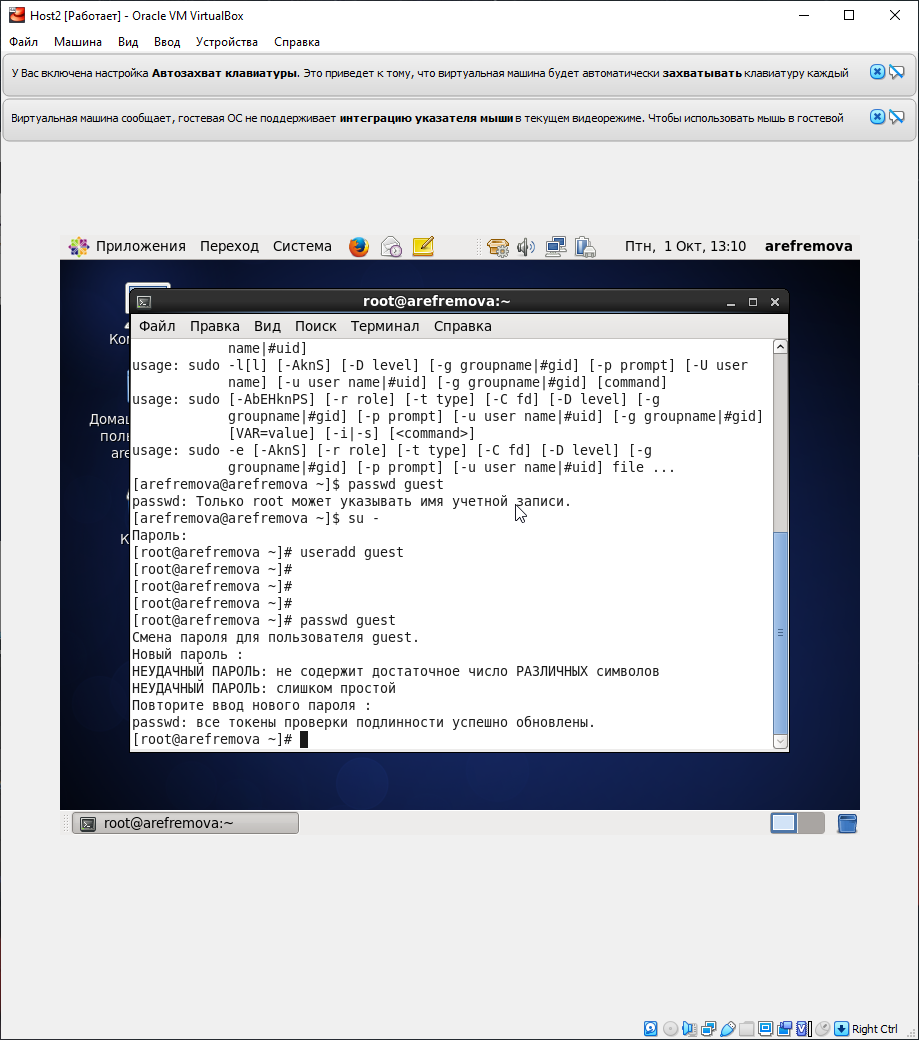 Host2 [Работает] - Oracle VM VirtualBox
Файл Машина Вид Ввод Устройства Справка
У Вас включена настройка Автозахват клавиатуры. Это приведет к тому, что виртуальная машина будет автоматически захватывать клавиатуру каждый
Виртуальная машина сообщает, гостевая ОС не поддерживает интеграцию указателя мыши в текущем видеорежиме. Чтобы использовать мышь в гостевой
Приложения Переход Система Птн, 1 Окт, 13:10 arefremova
root@arefremova:~
Файл Правка Вид Поиск Терминал Справка
name|#uid]
usage: sudo -l[l] [-AknS] [-D level] [-g groupname|#gid] [-p prompt] [-U user
name] [-u user name|#uid] [-g groupname|#gid] [command]
usage: sudo [-AbEHknPS] [-r role] [-t type] [-C fd] [-D level] [-g
groupname|#gid] [-p prompt] [-u user name|#uid] [-g groupname|#gid]
[VAR=value] [-i|-s] [<command>]
usage: sudo -e [-AknS] [-r role] [-t type] [-C fd] [-D level] [-g
groupname|#gid] [-p prompt] [-u user name|#uid] file ...
[arefremova@arefremova ~]$ passwd guest
passwd: Только root может указывать имя учетной записи.
[arefremova@arefremova ~]$ su -
Пароль:
[root@arefremova ~]# useradd guest
[root@arefremova ~]#
[root@arefremova ~]#
[root@arefremova ~]#
[root@arefremova ~]# passwd guest
Смена пароля для пользователя guest.
Новый пароль :
НЕУДАЧНЫЙ ПАРОЛЬ: не содержит достаточное число РАЗЛИЧНЫХ символов
НЕУДАЧНЫЙ ПАРОЛЬ: слишком простой
Повторите ввод нового пароля :
passwd: все токены проверки подлинности успешно обновлены.
[root@arefremova ~]#
root@arefremova:~
Right Ctrl